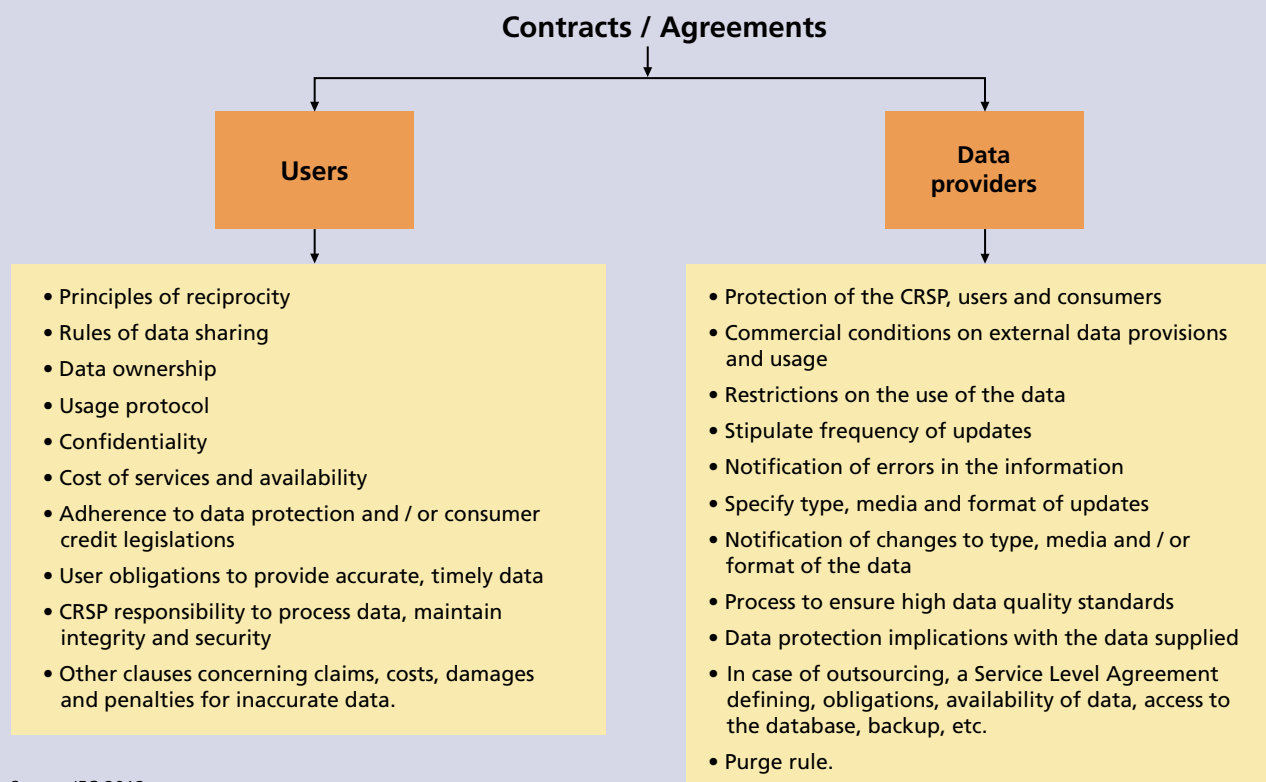 Contracts / Agreements
Users
• Principles of reciprocity
• Rules of data sharing
• Data ownership
• Usage protocol
• Confidentiality
• Cost of services and availability
• Adherence to data protection and / or consumer
credit legislations
• User obligations to provide accurate, timely data
• CRSP responsibility to process data, maintain
integrity and security
• Other clauses concerning claims, costs, damages
and penalties for inaccurate data.
Data
providers
• Protection of the CRSP, users and consumers
• Commercial conditions on external data provisions
and usage
• Restrictions on the use of the data
• Stipulate frequency of updates
• Notification of errors in the information
• Specify type, media and format of updates
• Notification of changes to type, media and / or
format of the data
• Process to ensure high data quality standards
• Data protection implications with the data supplied
• In case of outsourcing, a Service Level Agreement
defining, obligations, availability of data, access to
the database, backup, etc.
• Purge rule.